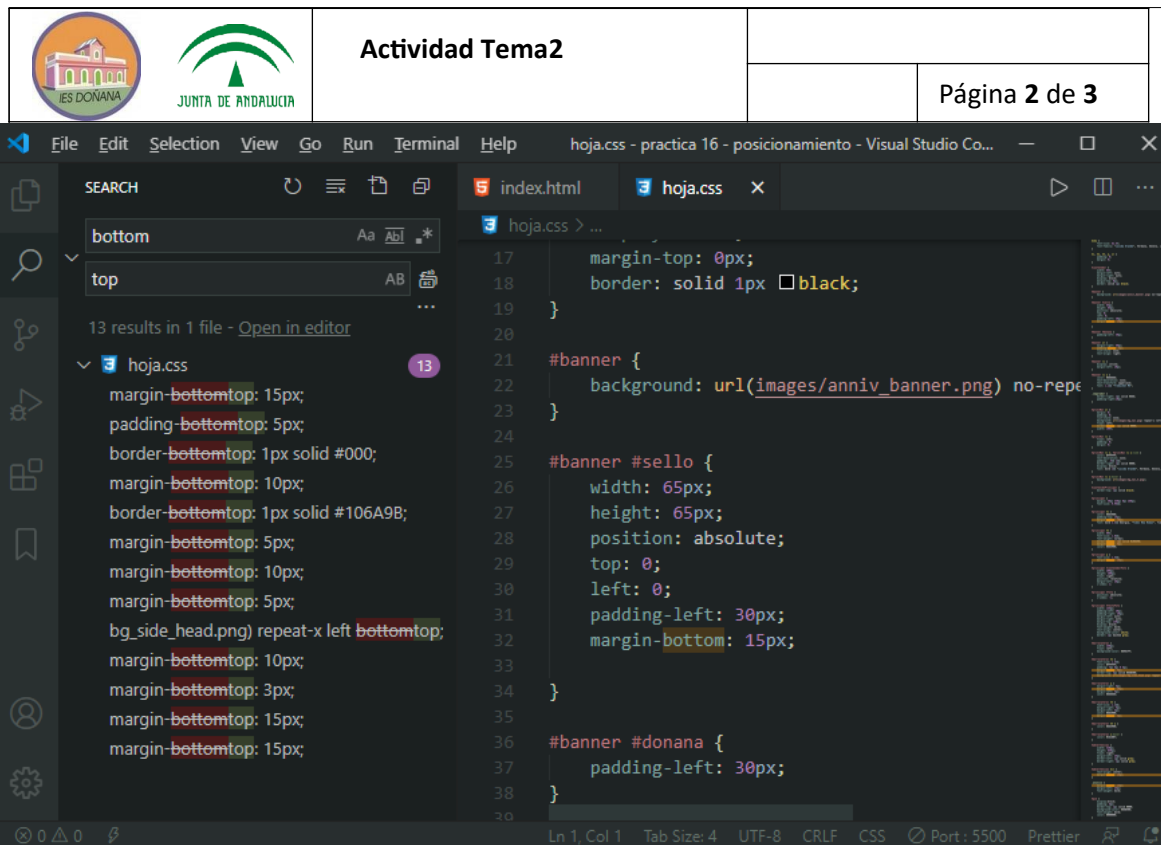 IES DOÑANA
JUNTA DE ANDALUCIA
Actividad Tema2
Página 2 de 3
File Edit Selection View Go Run Terminal Help hoja.css - practica 16 - posicionamiento - Visual Studio Co...
SEARCH
bottom
Aa Abl .*
top
AB
...
13 results in 1 file - Open in editor
hoja.css 13
margin-bottomtop: 15px;
padding-bottomtop: 5px;
border-bottomtop: 1px solid #000;
margin-bottomtop: 10px;
border-bottomtop: 1px solid #106A9B;
margin-bottomtop: 5px;
margin-bottomtop: 10px;
margin-bottomtop: 5px;
bg_side_head.png) repeat-x left bottomtop;
margin-bottomtop: 10px;
margin-bottomtop: 3px;
margin-bottomtop: 15px;
margin-bottomtop: 15px;
index.html hoja.css
hoja.css > ...
17 margin-top: 0px;
18 border: solid 1px black;
19 }
20
21 #banner {
22 background: url(images/anniv_banner.png) no-repe
23 }
24
25 #banner #sello {
26 width: 65px;
27 height: 65px;
28 position: absolute;
29 top: 0;
30 left: 0;
31 padding-left: 30px;
32 margin-bottom: 15px;
33
34 }
35
36 #banner #donana {
37 padding-left: 30px;
38 }
39
0 0 Ln 1, Col 1 Tab Size: 4 UTF-8 CRLF CSS Port : 5500 Prettier